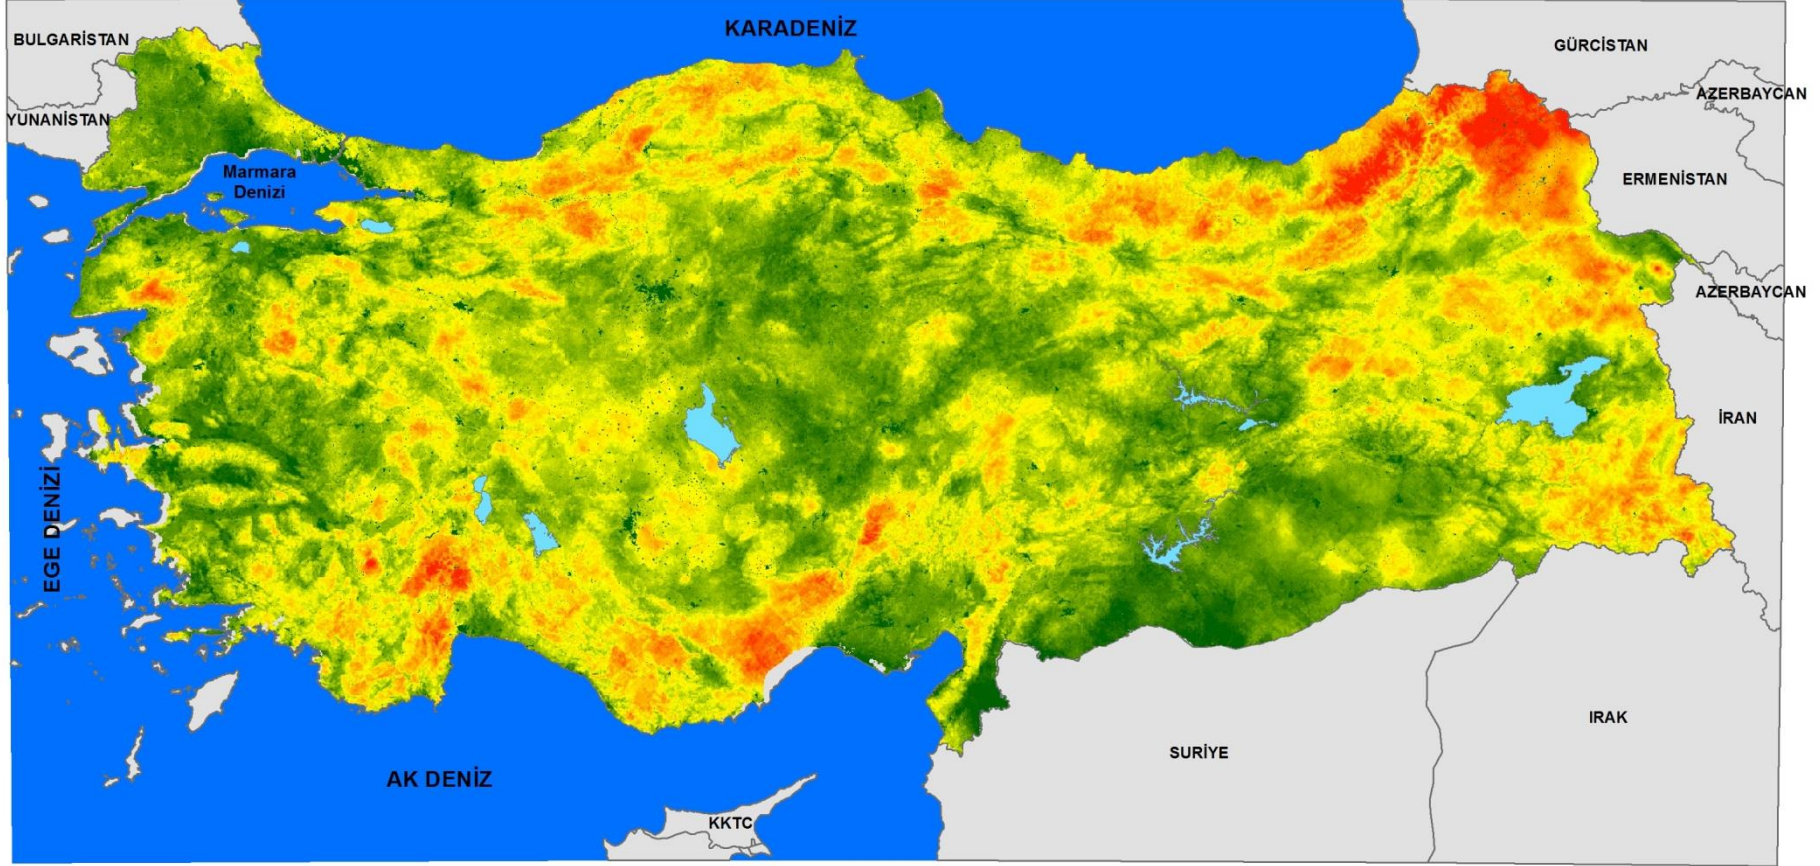 KARADENİZ
BULGARİSTAN
GÜRCİSTAN
AZERBAYCAN
YUNANİSTAN
Marmara
Denizi
ERMENİSTAN
AZERBAYCAN
İRAN
EGE DENİZİ
IRAK
SURİYE
AK DENİZ
KKTC